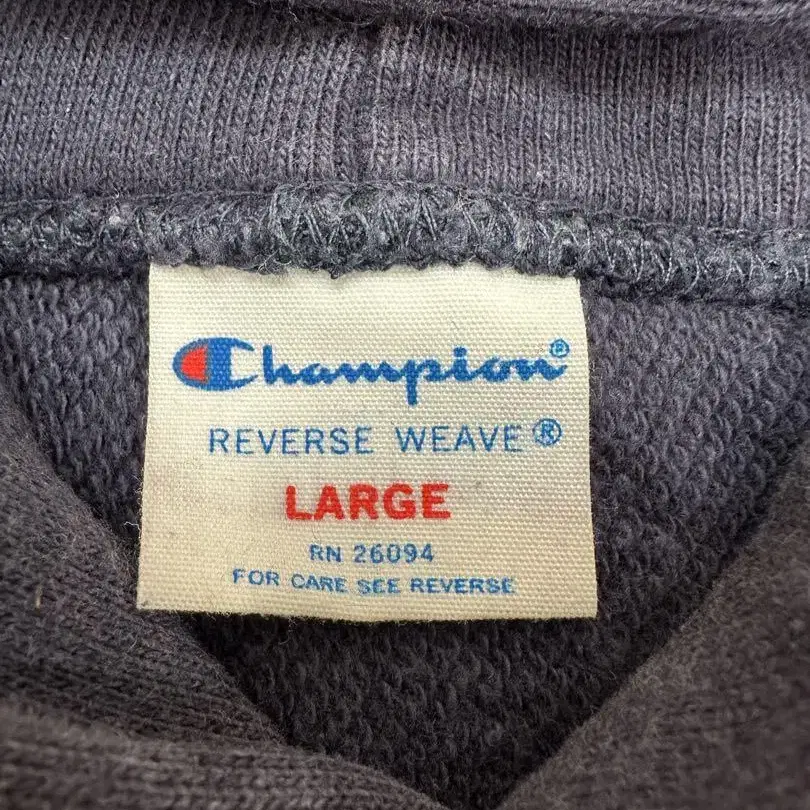 Champion®
REVERSE WEAVE®
LARGE
RN 26094
FOR CARE SEE REVERSE